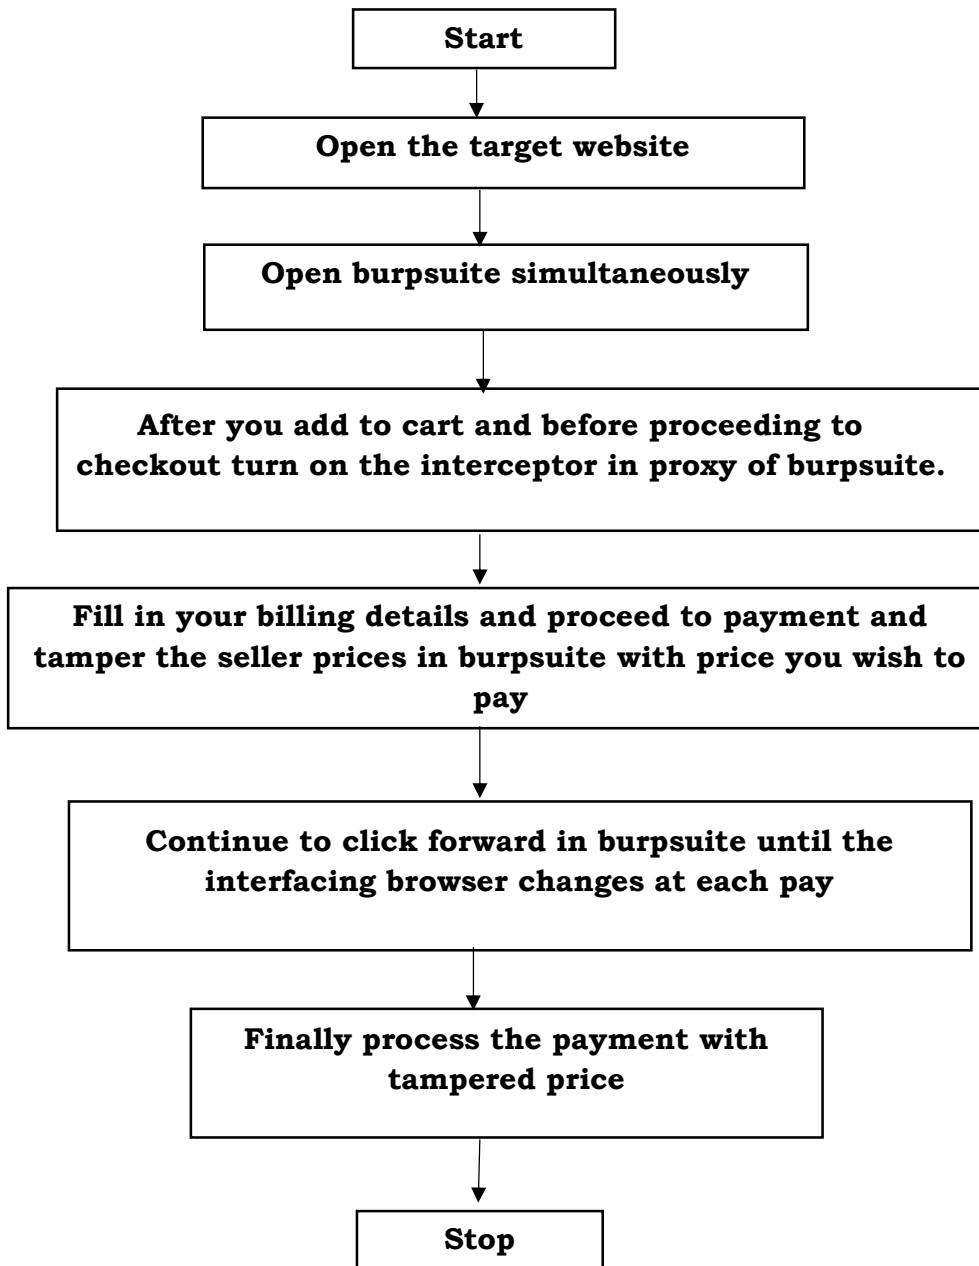 Start
Open the target website
Open burpsuite simultaneously
After you add to cart and before proceeding to
checkout turn on the interceptor in proxy of burpsuite.
Fill in your billing details and proceed to payment and
tamper the seller prices in burpsuite with price you wish to
pay
Continue to click forward in burpsuite until the
interfacing browser changes at each pay
Finally process the payment with
tampered price
Stop